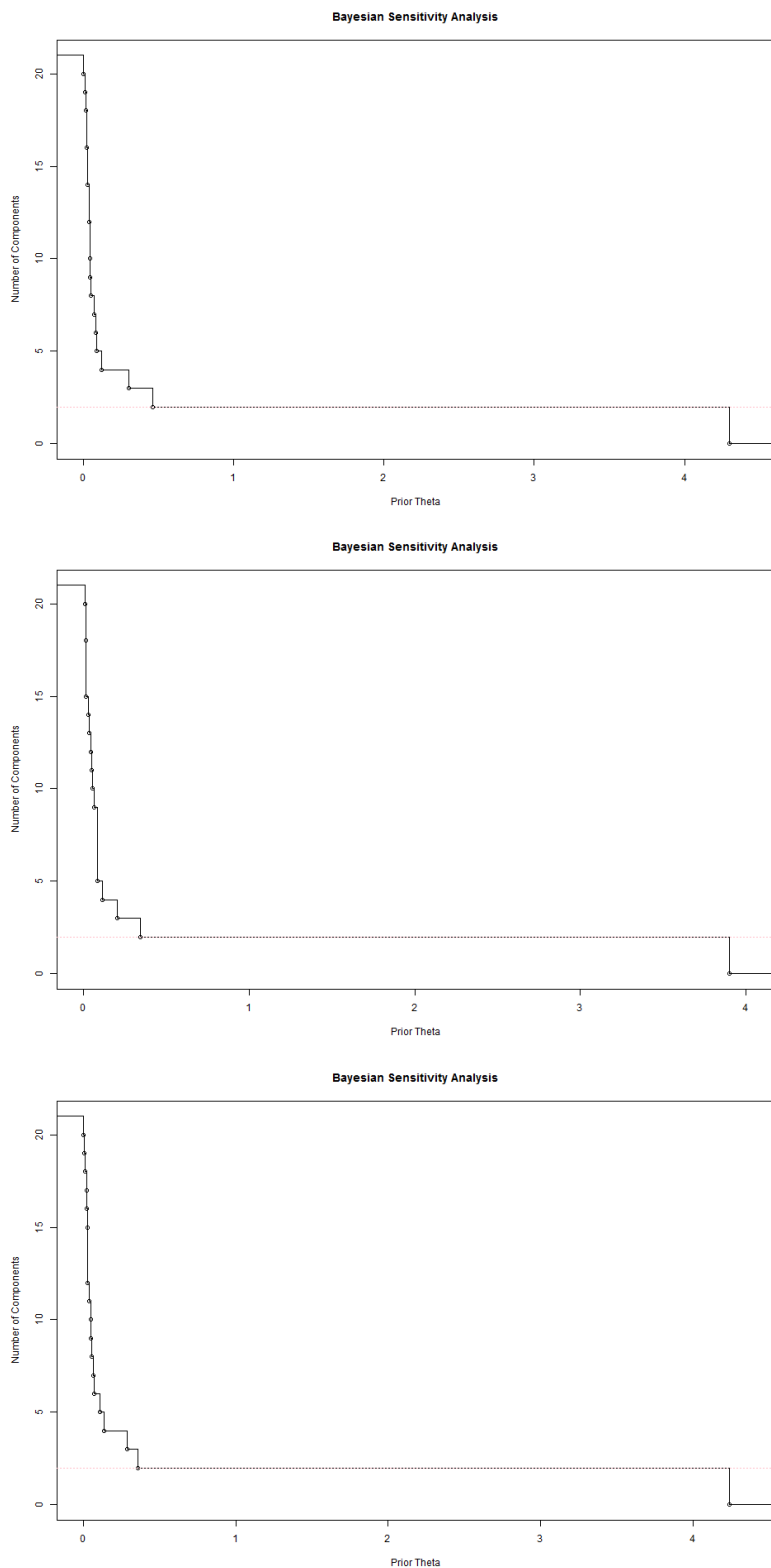 Bayesian Sensitivity Analysis
Number of Components
20
15
10
5
0
0 1 2 3 4
Prior Theta
Bayesian Sensitivity Analysis
Number of Components
20
15
10
5
0
0 1 2 3 4
Prior Theta
Bayesian Sensitivity Analysis
Number of Components
20
15
10
5
0
0 1 2 3 4
Prior Theta